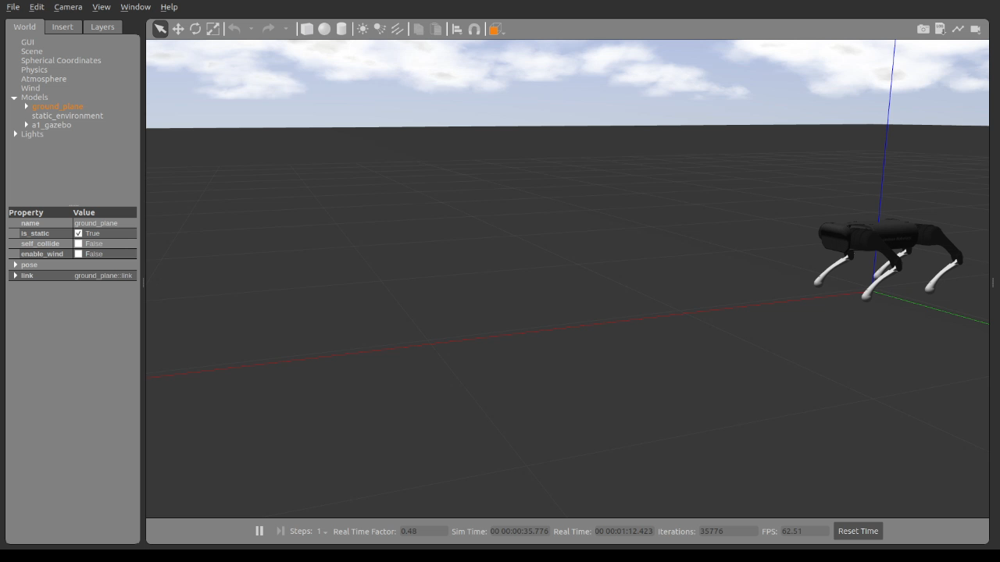 File Edit Camera View Window Help
World Insert Layers
GUI
Scene
Spherical Coordinates
Physics
Atmosphere
Wind
Models
ground_plane
static_environment
a1_gazebo
Lights
Property Value
name ground_plane
is_static True
self_collide False
enable_wind False
pose
link ground_plane::link
Steps: 1 Real Time Factor: 0.48 Sim Time: 00 00:00:35.776 Real Time: 00 00:01:12.423 Iterations: 35776 FPS: 62.51 Reset Time